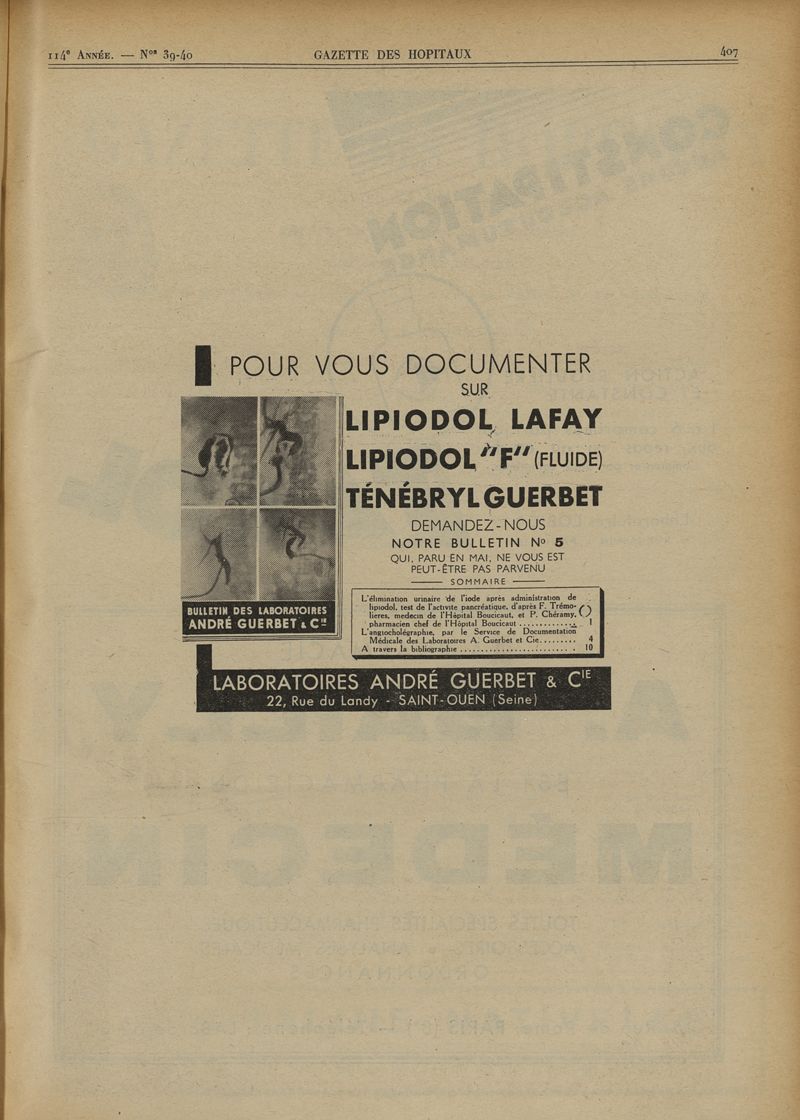 114e ANNÉE. — Nos 39-40
GAZETTE DES HOPITAUX
407
POUR VOUS DOCUMENTER
SUR
LIPIODOL LAFAY
LIPIODOL "F" (FLUIDE)
TÉNÉBRYL GUERBET
DEMANDEZ-NOUS
NOTRE BULLETIN No 5
QUI, PARU EN MAI, NE VOUS EST
PEUT-ÊTRE PAS PARVENU
SOMMAIRE
L'élimination urinaire de l'iode après administration de
lipiodol, test de l'activite pancréatique, d'après F. Trémo-
lieres, medecin de l'Hôpital Boucicaut, et P. Chéramy,
pharmacien chef de l'Hôpital Boucicaut ............ 1
L'angiocholégraphie, par le Service de Documentation
Médicale des Laboratoires A. Guerbet et Cie......... 4
A travers la bibliographie ............................ 10
BULLETIN DES LABORATOIRES
ANDRÉ GUERBET & CIE
LABORATOIRES ANDRÉ GUERBET & CIE
22, Rue du Landy - SAINT-OUEN (Seine)